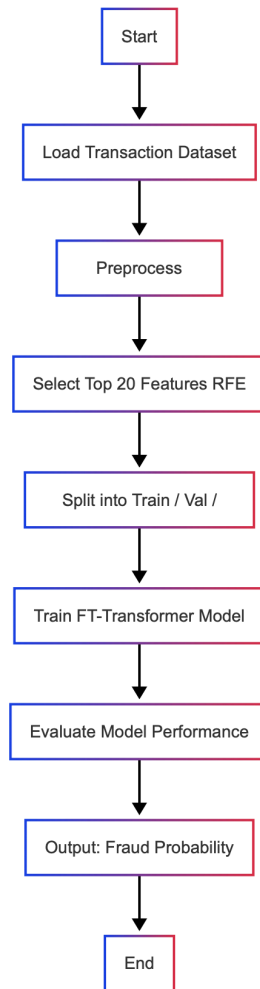 Start
Load Transaction Dataset
Preprocess
Select Top 20 Features RFE
Split into Train / Val /
Train FT-Transformer Model
Evaluate Model Performance
Output: Fraud Probability
End